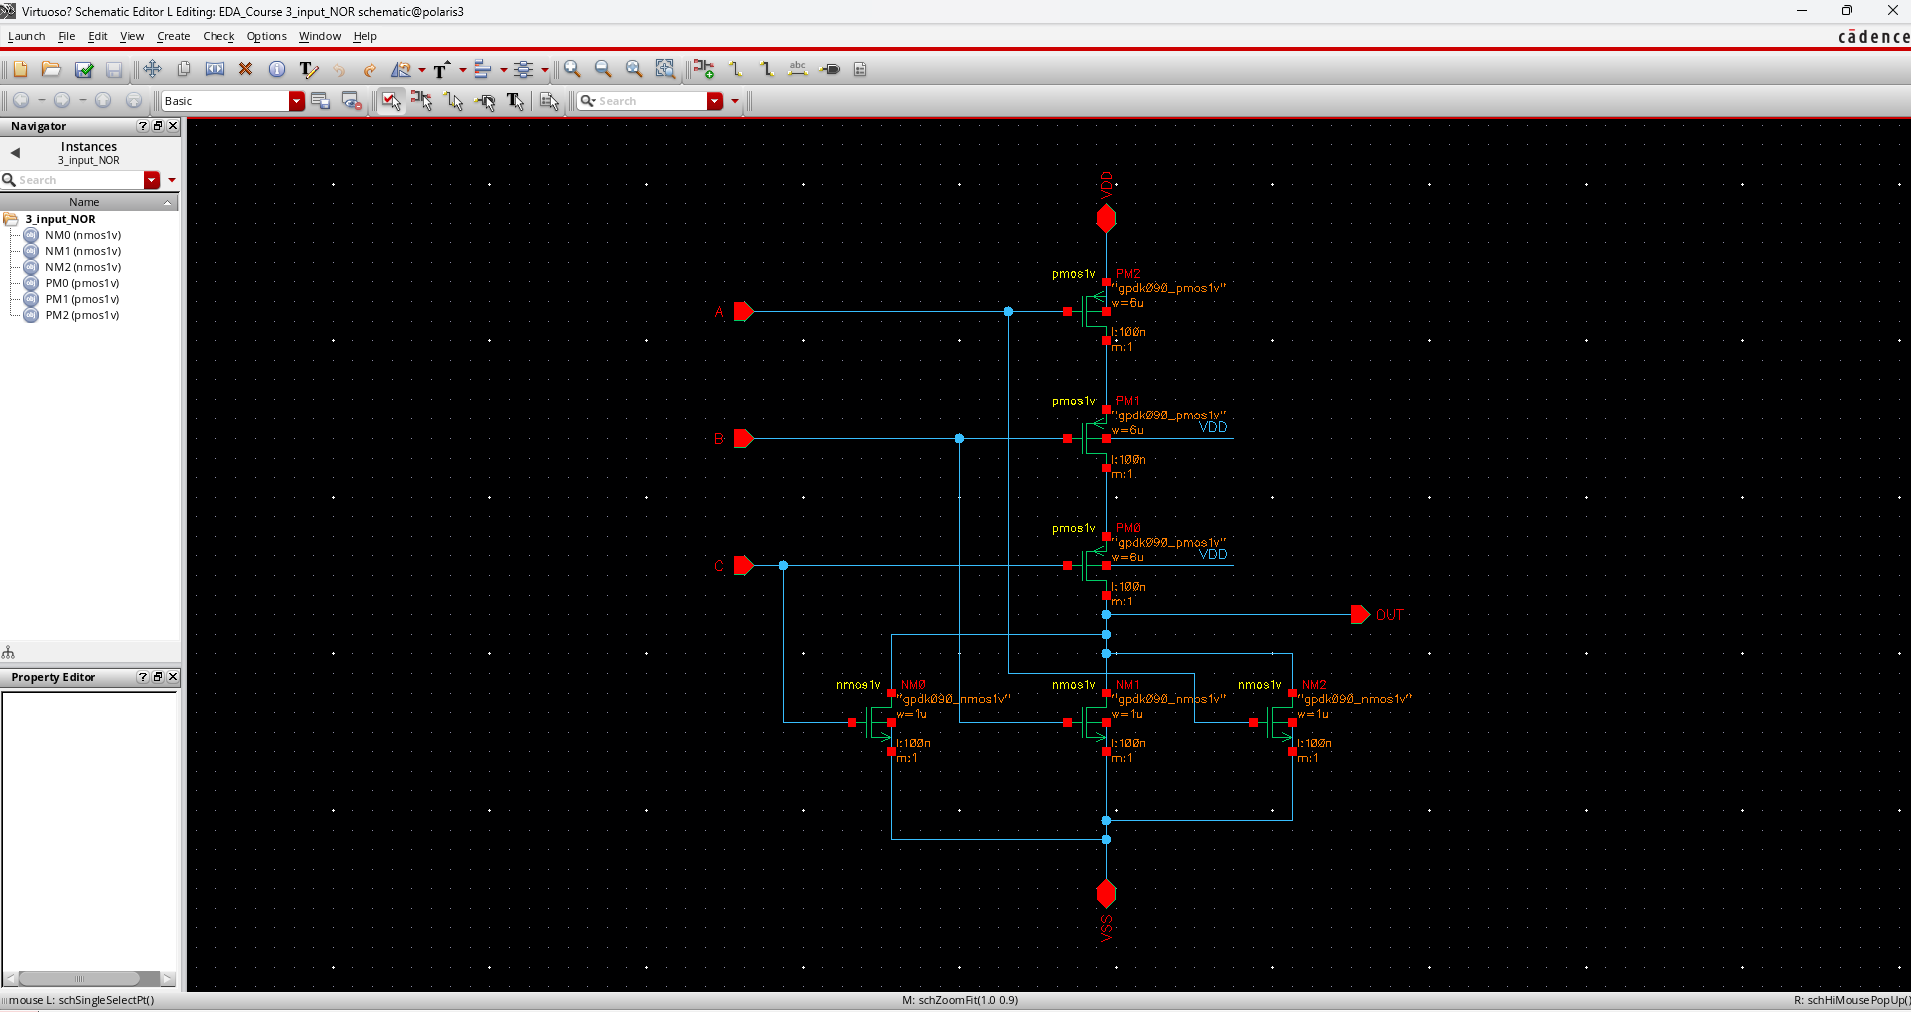 Virtuoso? Schematic Editor L Editing: EDA_Course 3_input_NOR schematic@polaris3
Launch File Edit View Create Check Options Window Help
cādence
abc
Basic
Search
Navigator
Instances
3_input_NOR
Search
Name
3_input_NOR
NM0 (nmos1v)
NM1 (nmos1v)
NM2 (nmos1v)
PM0 (pmos1v)
PM1 (pmos1v)
PM2 (pmos1v)
Property Editor
VDD
pmos1v PM2
"gpdk090_pmos1v"
w=6u
A
l:100n
m:1
pmos1v PM1
"gpdk090_pmos1v"
w=6u
VDD
B
l:100n
m:1
pmos1v PM0
"gpdk090_pmos1v"
w=6u
VDD
C
l:100n
m:1
OUT
nmos1v NM0
"gpdk090_nmos1v"
w=1u
l:100n
m:1
nmos1v NM1
"gpdk090_nmos1v"
w=1u
l:100n
m:1
nmos1v NM2
"gpdk090_nmos1v"
w=1u
l:100n
m:1
VSS
mouse L: schSingleSelectPt()
M: schZoomFit(1.0 0.9)
R: schHiMousePopUp()